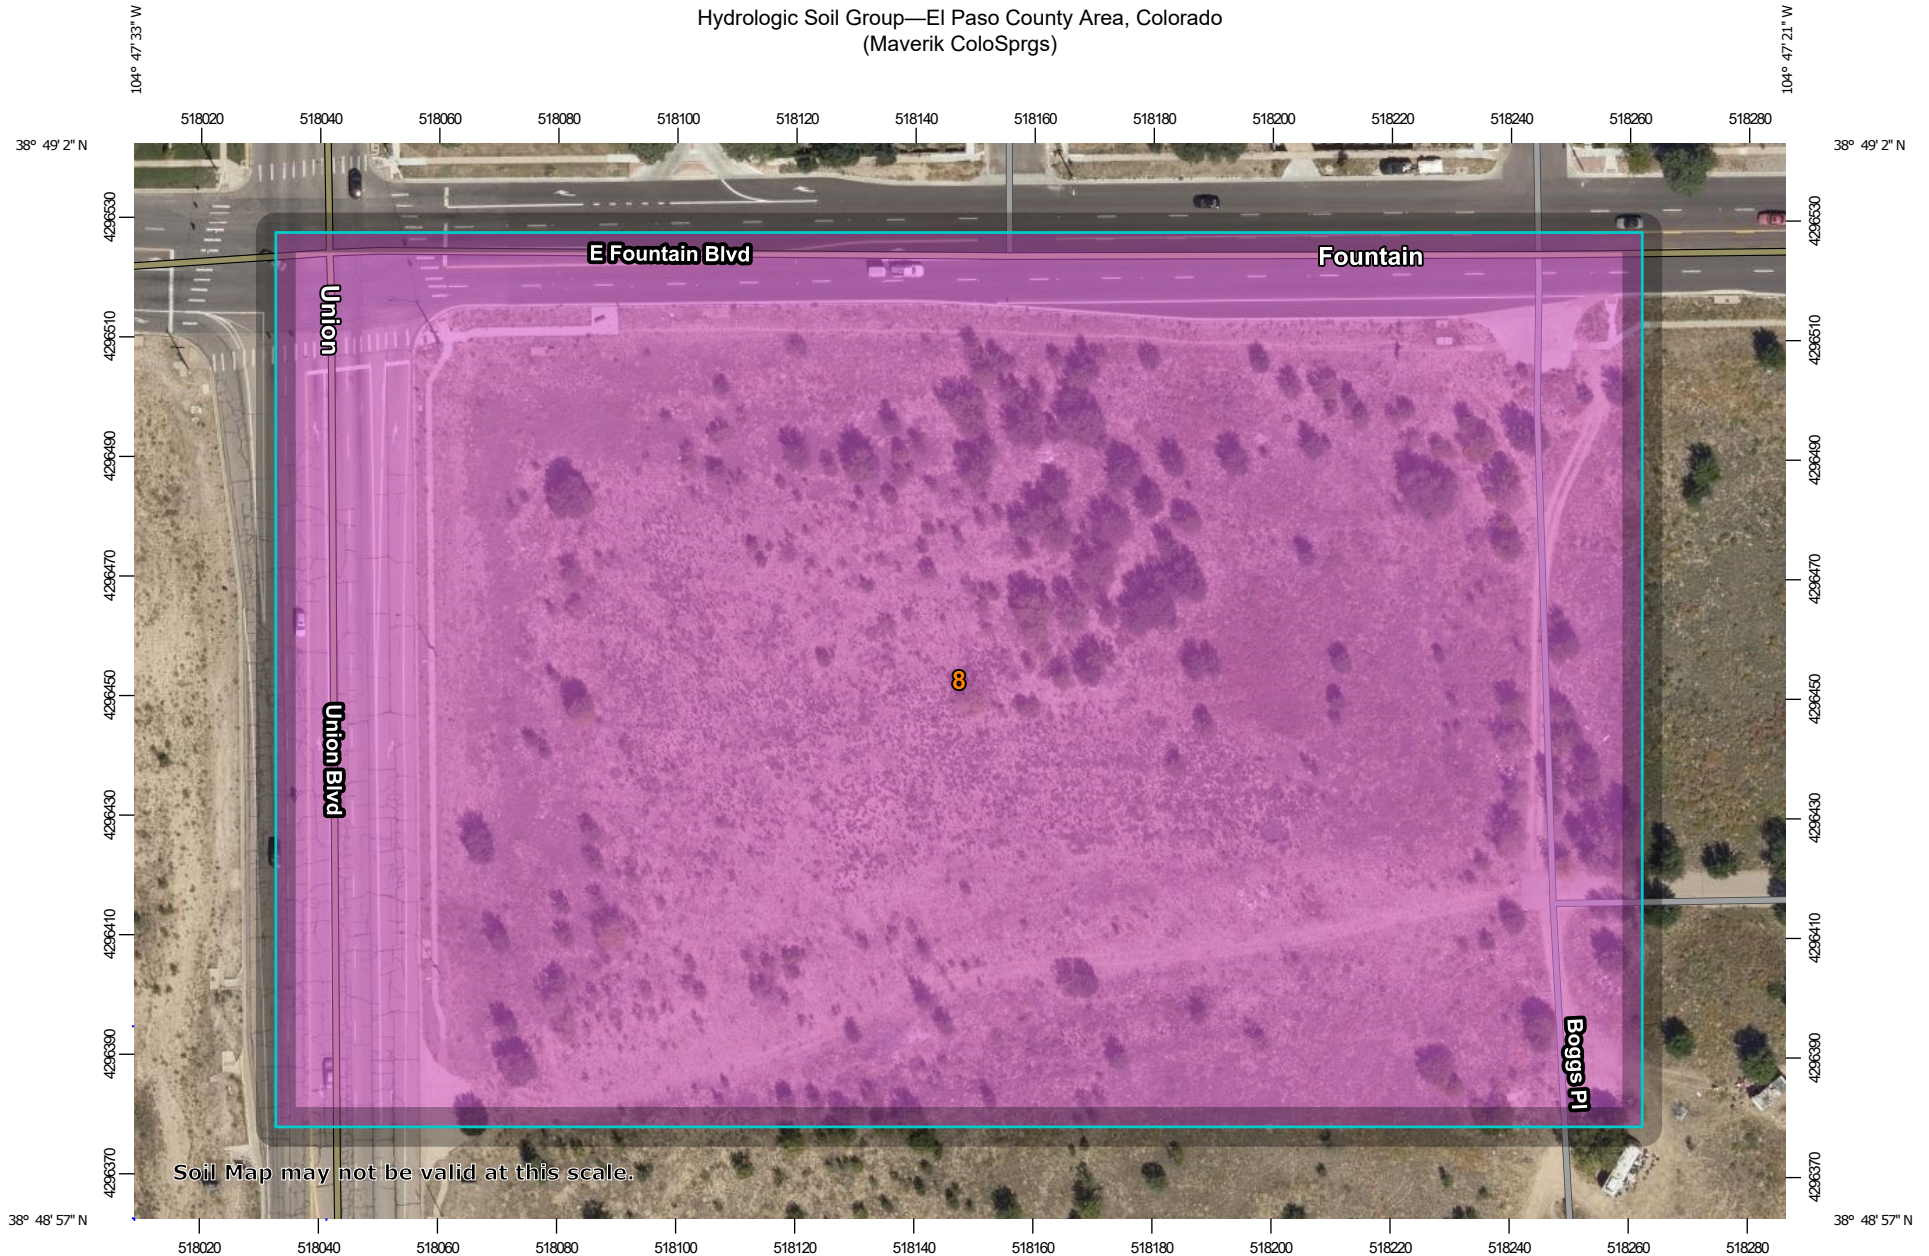 Hydrologic Soil Group—El Paso County Area, Colorado
(Maverik ColoSprgs)
104° 47' 33" W
104° 47' 21" W
518020 518040 518060 518080 518100 518120 518140 518160 518180 518200 518220 518240 518260 518280
38° 49' 2" N
38° 49' 2" N
4296530
4296530
E Fountain Blvd
Fountain
Union
4296510
4296510
4296490
4296490
4296470
4296470
8
4296450
4296450
Union Blvd
4296430
4296430
4296410
4296410
4296390
4296390
Boggs Pl
4296370
4296370
Soil Map may not be valid at this scale.
38° 48' 57" N
38° 48' 57" N
518020 518040 518060 518080 518100 518120 518140 518160 518180 518200 518220 518240 518260 518280